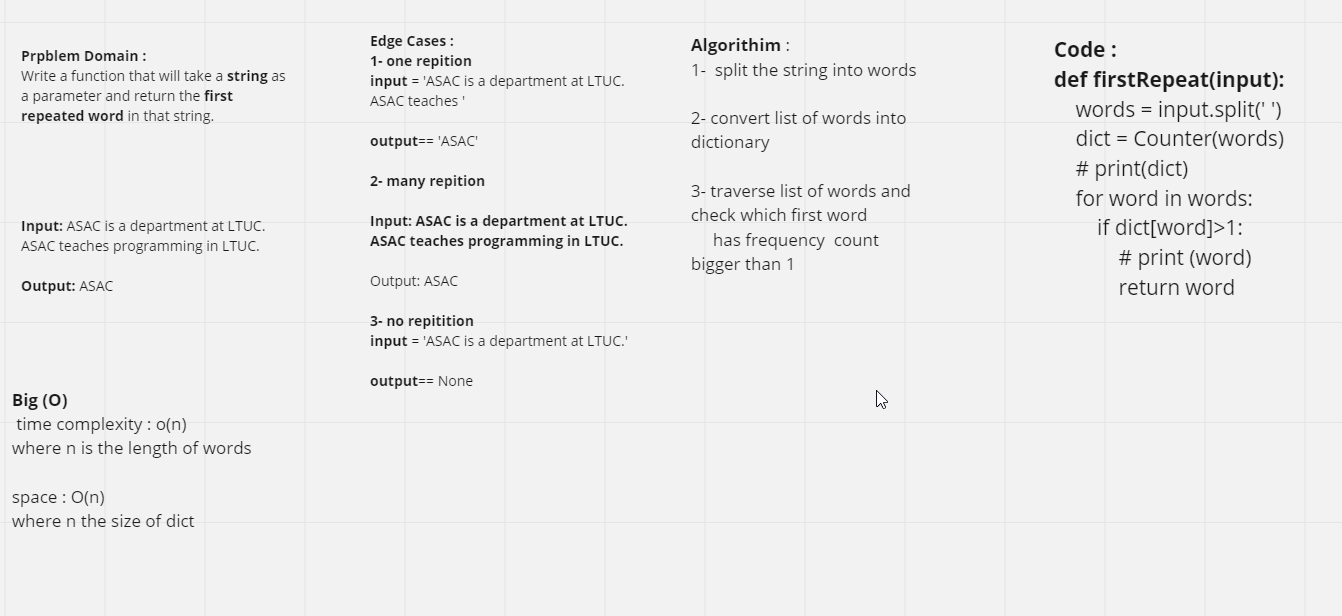 Prpblem Domain :
Write a function that will take a string as
a parameter and return the first
repeated word in that string.
Input: ASAC is a department at LTUC.
ASAC teaches programming in LTUC.
Output: ASAC
Big (O)
time complexity : o(n)
where n is the length of words
space : O(n)
where n the size of dict
Edge Cases :
1- one repition
input = 'ASAC is a department at LTUC.
ASAC teaches '
output== 'ASAC'
2- many repition
Input: ASAC is a department at LTUC.
ASAC teaches programming in LTUC.
Output: ASAC
3- no repitition
input = 'ASAC is a department at LTUC.'
output== None
Algorithim :
1-  split the string into words
2- convert list of words into
dictionary
3- traverse list of words and
check which first word
has frequency  count
bigger than 1
Code :
def firstRepeat(input):
words = input.split(' ')
dict = Counter(words)
# print(dict)
for word in words:
if dict[word]>1:
# print (word)
return word